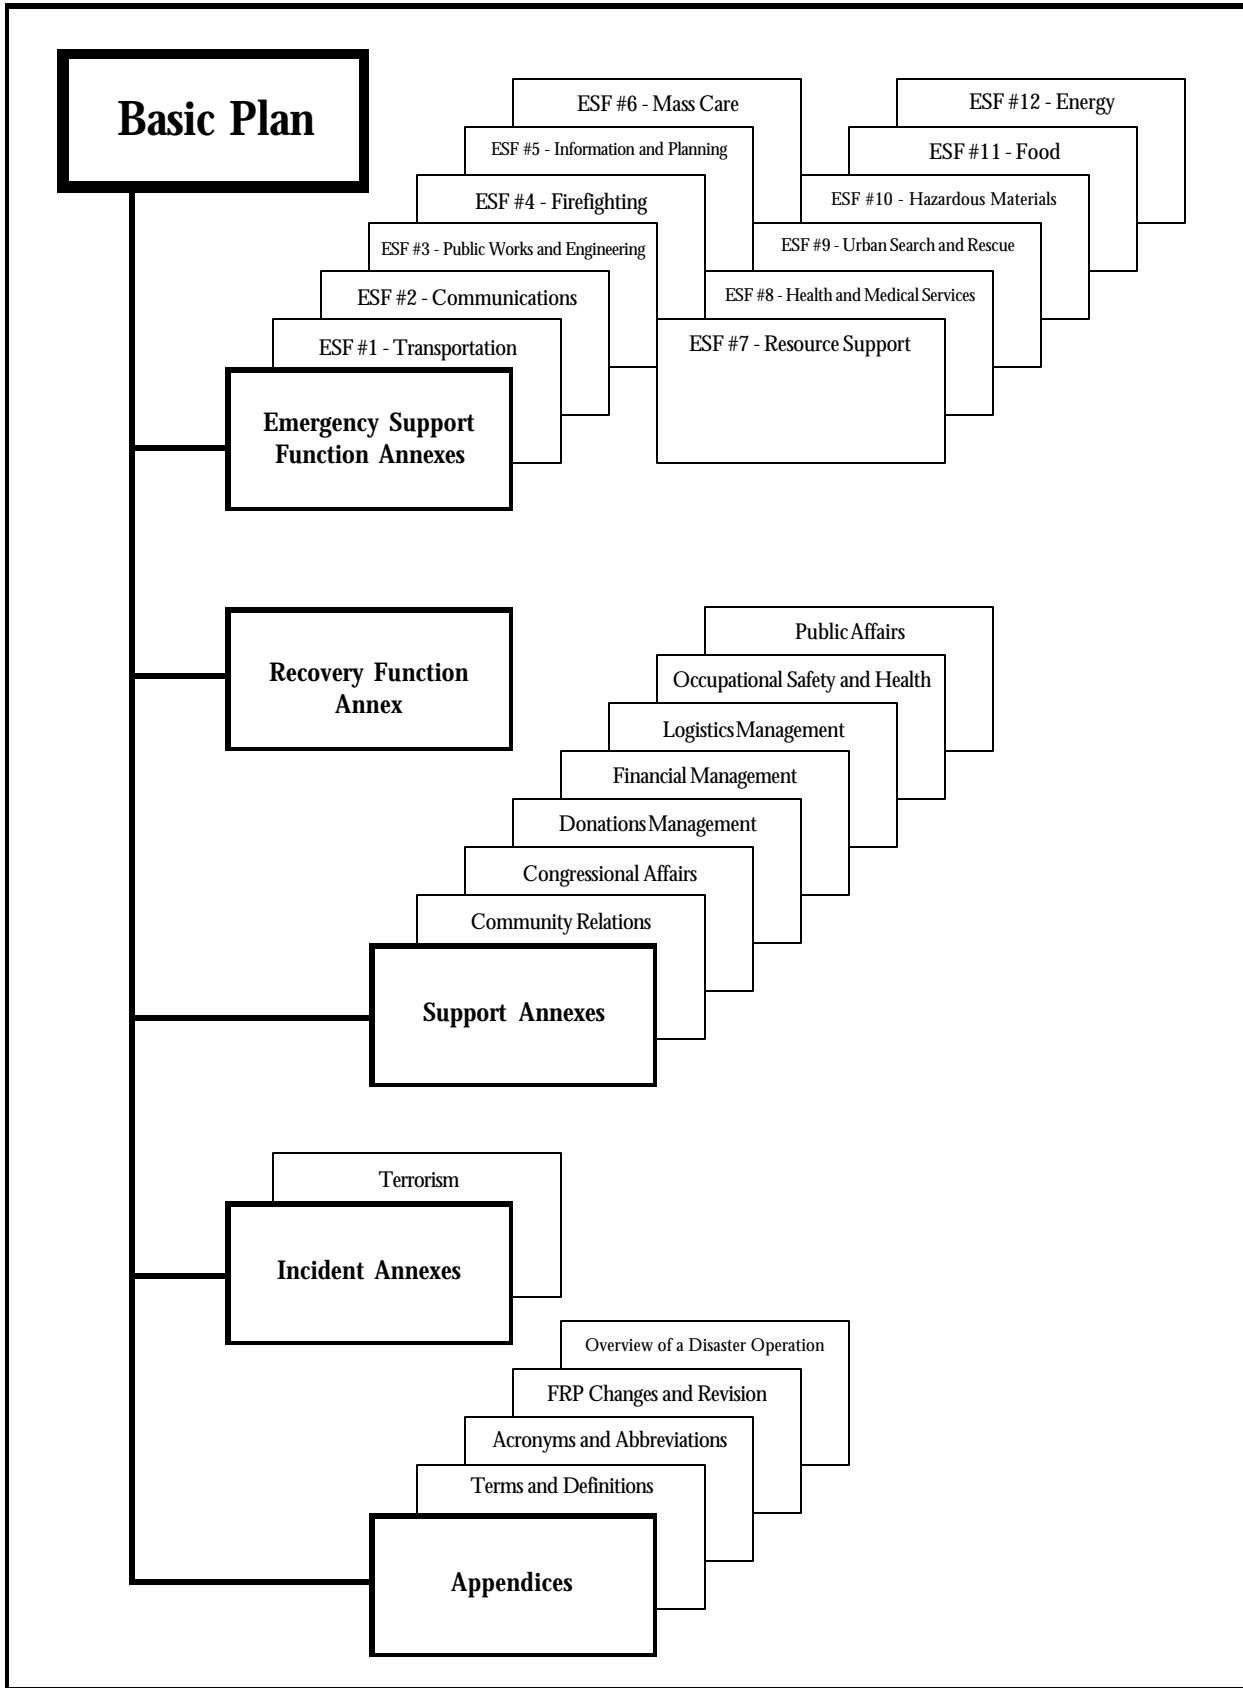 Basic Plan
ESF #6 - Mass Care
ESF #5 - Information and Planning
ESF #4 - Firefighting
ESF #3 - Public Works and Engineering
ESF #2 - Communications
ESF #1 - Transportation
Emergency Support
Function Annexes
ESF #12 - Energy
ESF #11 - Food
ESF #10 - Hazardous Materials
ESF #9 - Urban Search and Rescue
ESF #8 - Health and Medical Services
ESF #7 - Resource Support
Recovery Function
Annex
Public Affairs
Occupational Safety and Health
Logistics Management
Financial Management
Donations Management
Congressional Affairs
Community Relations
Support Annexes
Terrorism
Incident Annexes
Overview of a Disaster Operation
FRP Changes and Revision
Acronyms and Abbreviations
Terms and Definitions
Appendices